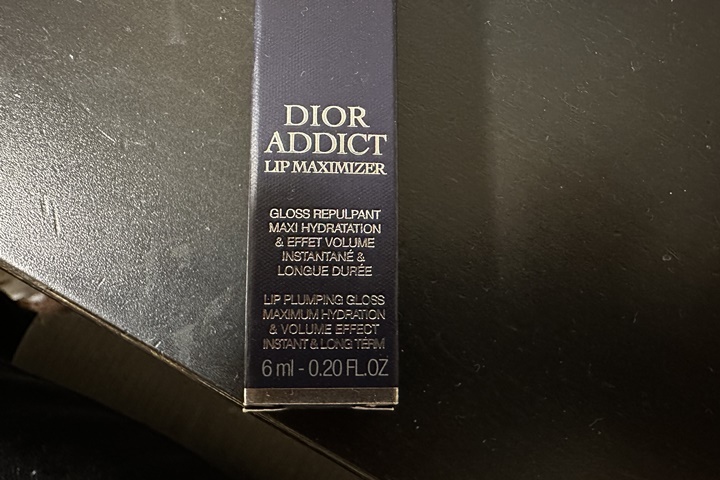 DIOR
ADDICT
LIP MAXIMIZER
GLOSS REPULPANT
MAXI HYDRATATION
& EFFET VOLUME
INSTANTANÉ &
LONGUE DURÉE
LIP PLUMPING GLOSS
MAXIMUM HYDRATION
& VOLUME EFFECT
INSTANT & LONG TERM
6 ml - 0.20 FL.OZ